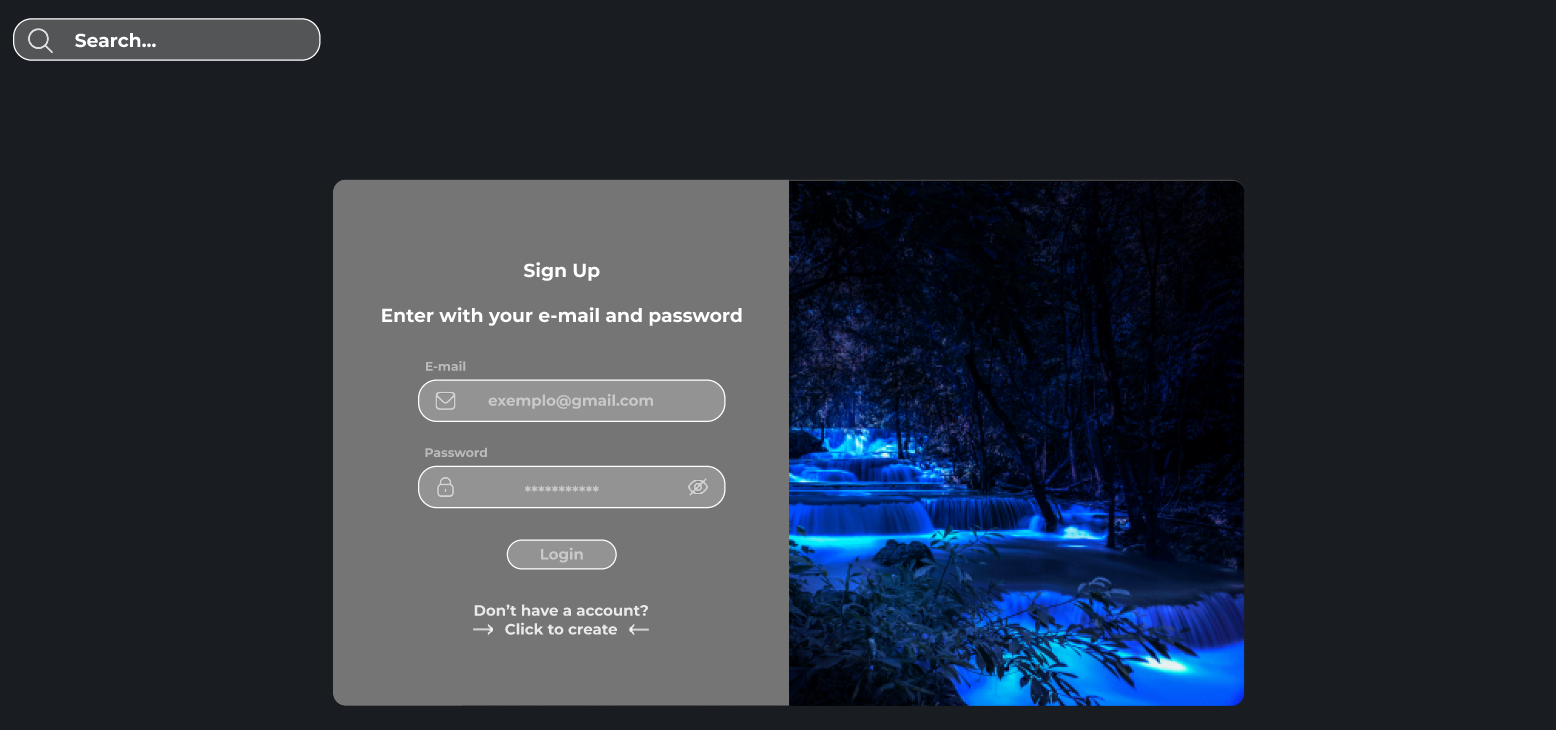 Search...
Sign Up
Enter with your e-mail and password
E-mail
exemplo@gmail.com
Password
***********
Login
Don't have a account?
Click to create